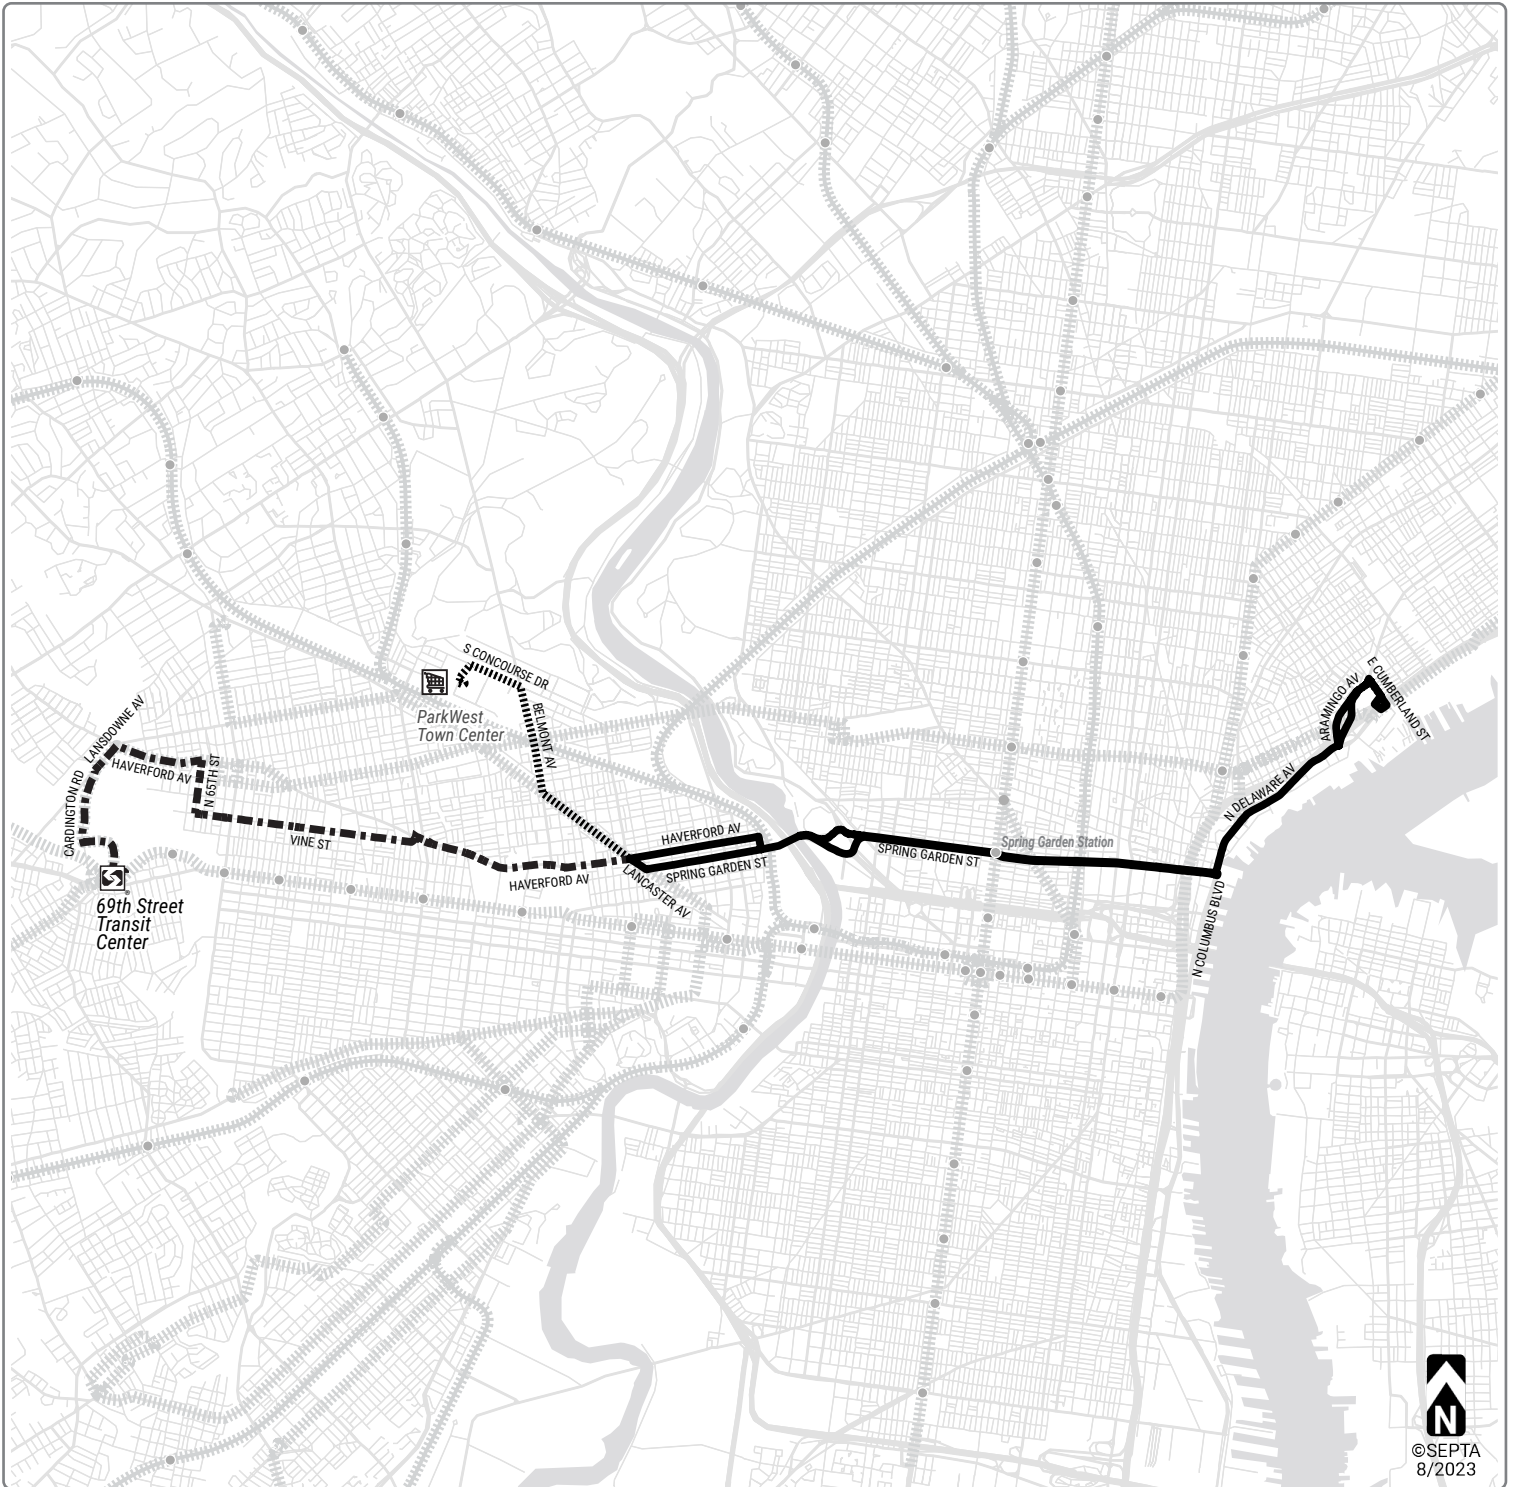 S CONCOURSE DR
E CUMBERLAND ST
ARAMINGO AV
LANSDOWNE AV
ParkWest
Town Center
BELMONT AV
HAVERFORD AV
N 65TH ST
CARDINGTON RD
N DELAWARE AV
VINE ST
HAVERFORD AV
SPRING GARDEN ST
Spring Garden Station
SPRING GARDEN ST
HAVERFORD AV
LANCASTER AV
69th Street
Transit
Center
N COLUMBUS BLVD
N
©SEPTA
8/2023